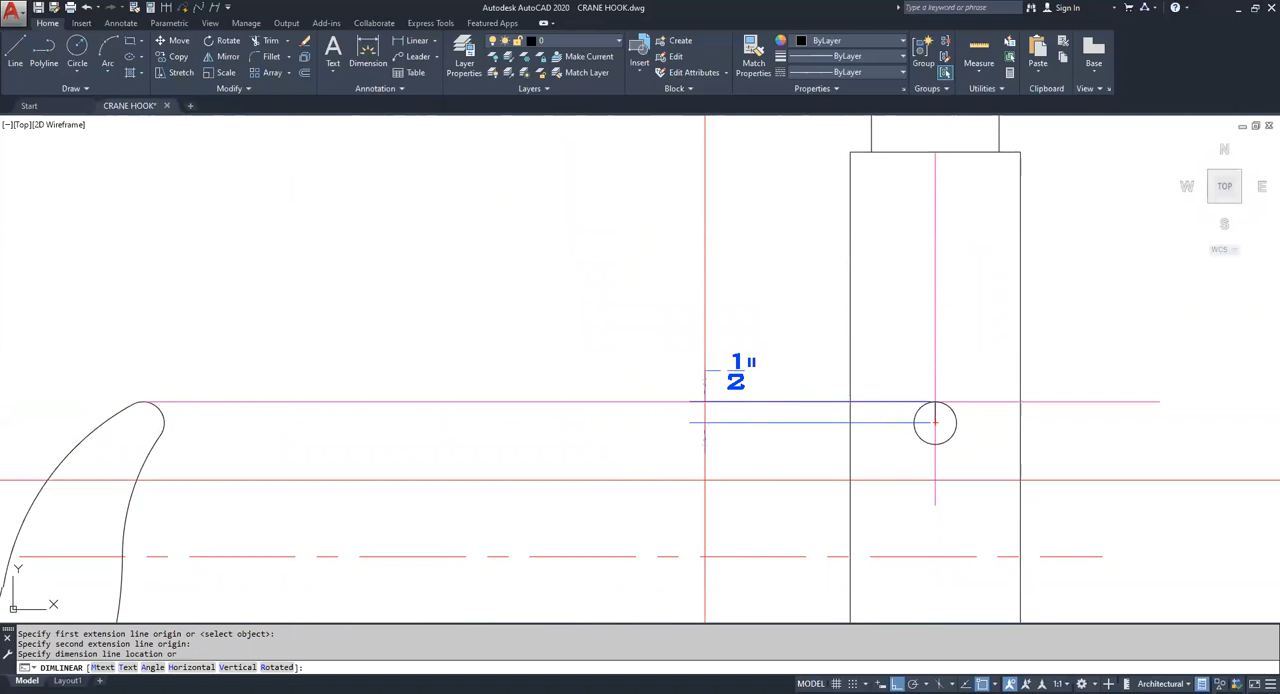 Autodesk AutoCAD 2020 CRANE HOOK.dwg
Type a keyword or phrase
Sign In
Home Insert Annotate Parametric View Manage Output Add-ins Collaborate Express Tools Featured Apps
Line Polyline Circle Arc
Move Rotate Trim
Copy Mirror Fillet
Stretch Scale Array
Draw Modify
Text Dimension
Linear
Leader
Table
Annotation
Layer Properties
0
Make Current
Match Layer
Layers
Insert
Create
Edit
Edit Attributes
Block
Match Properties
ByLayer
ByLayer
ByLayer
Properties
Group
Groups
Measure
Utilities
Paste
Clipboard
Base
View
Start CRANE HOOK*
[−][Top][2D Wireframe]
N
W TOP E
S
WCS
1/2"
Y
X
Specify first extension line origin or <select object>:
Specify second extension line origin:
Specify dimension line location or
DIMLINEAR [Mtext Text Angle Horizontal Vertical Rotated]:
Model Layout1
MODEL 1:1 Architectural